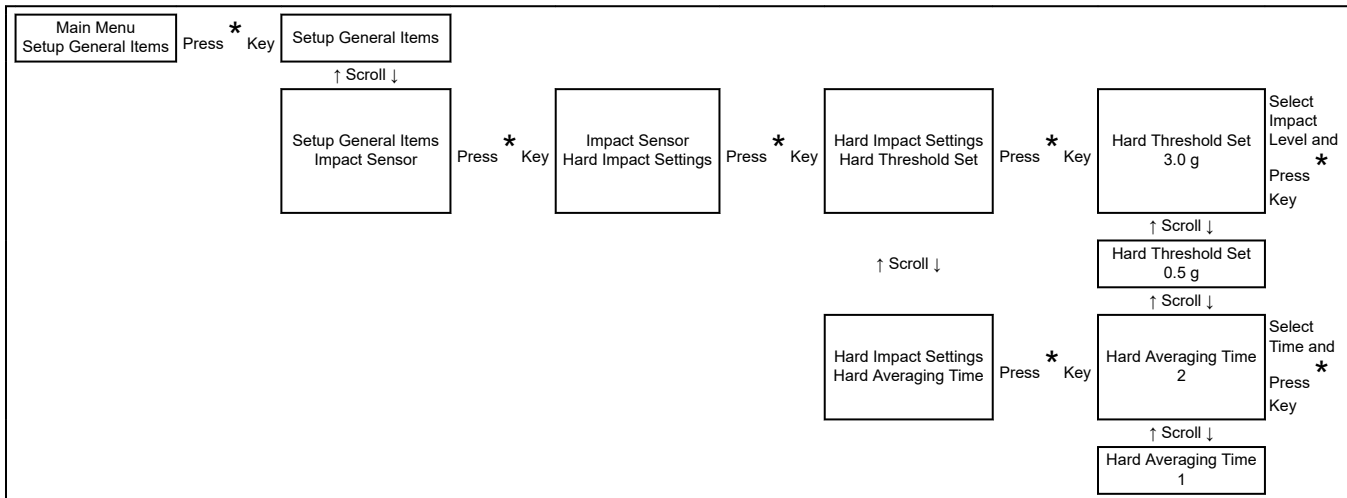 Main Menu
Setup General Items
Press * Key
Setup General Items
↑ Scroll ↓
Setup General Items
Impact Sensor
Press * Key
Impact Sensor
Hard Impact Settings
Press * Key
Hard Impact Settings
Hard Threshold Set
Press * Key
Hard Threshold Set
3.0 g
Select
Impact
Level and
Press *
Key
↑ Scroll ↓
Hard Threshold Set
0.5 g
↑ Scroll ↓
↑ Scroll ↓
Hard Impact Settings
Hard Averaging Time
Press * Key
Hard Averaging Time
2
Select
Time and
Press *
Key
↑ Scroll ↓
Hard Averaging Time
1